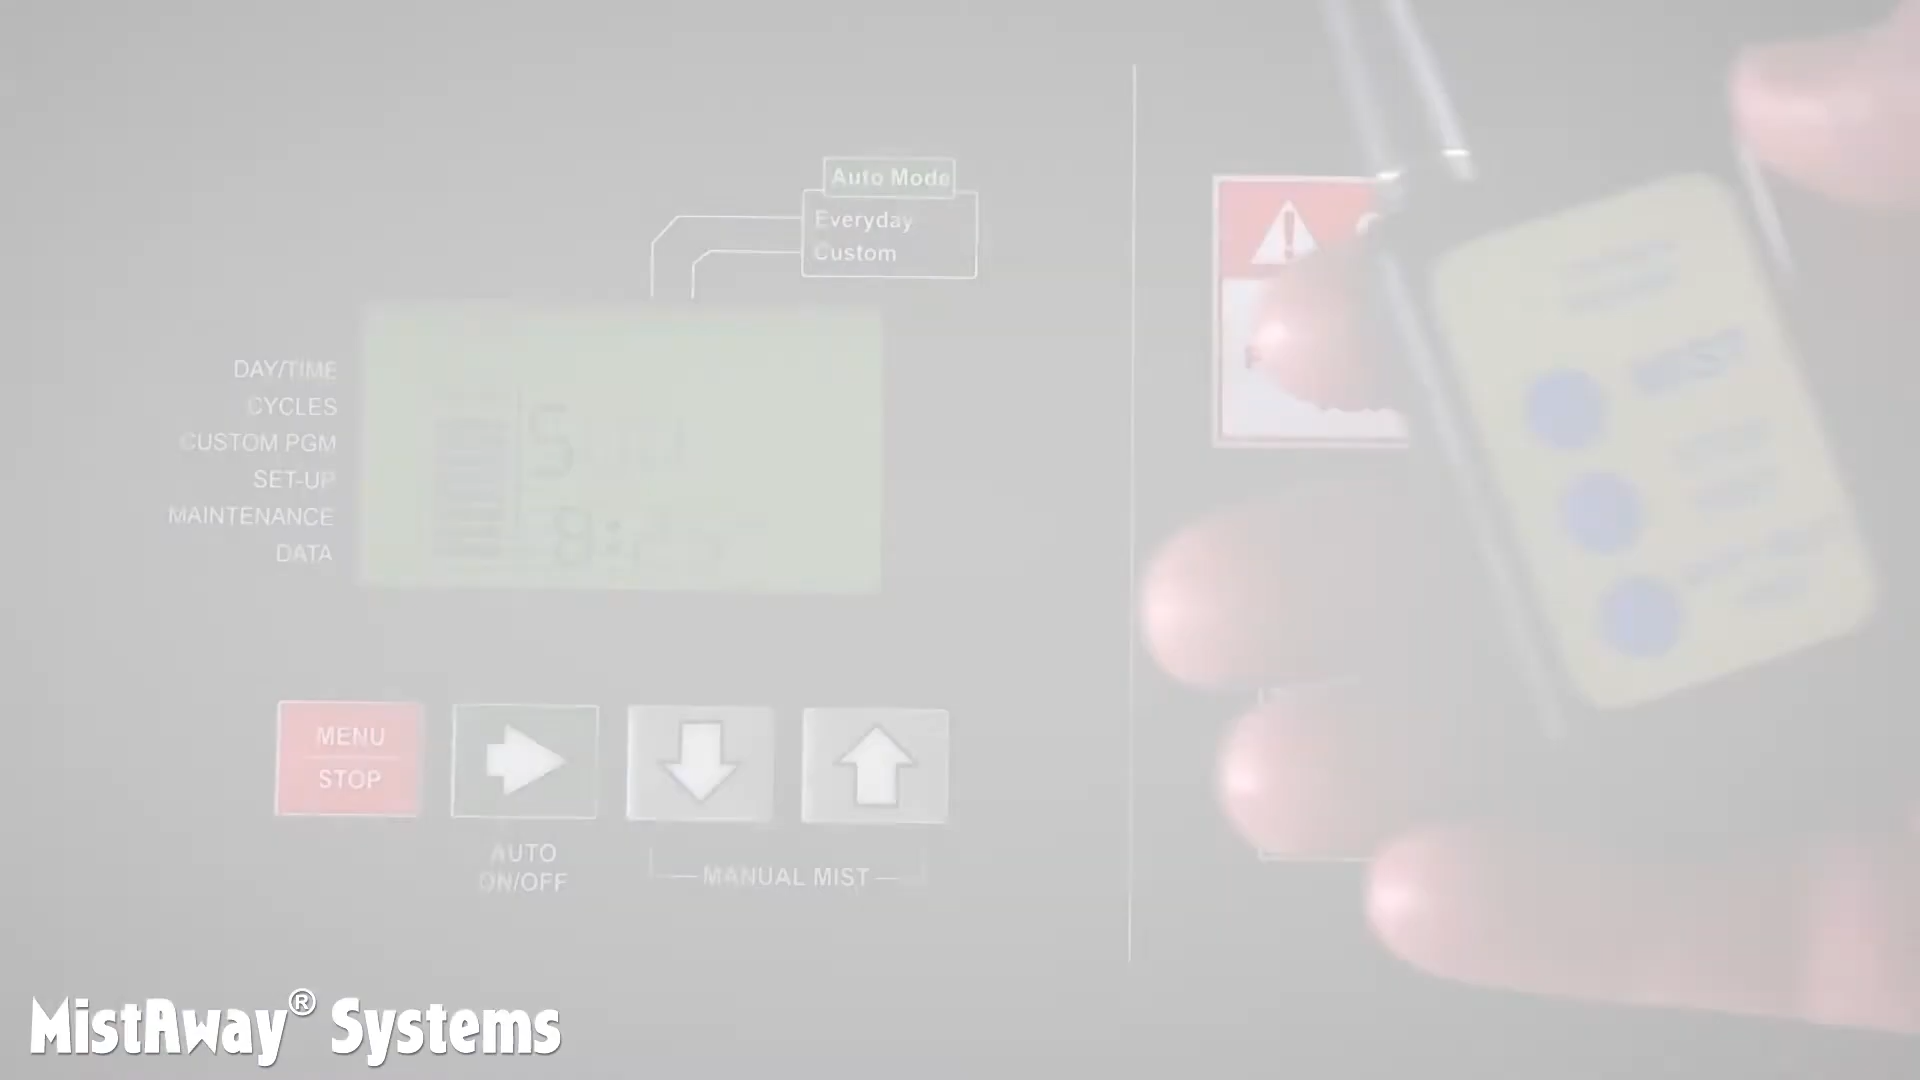 Auto Mode
Everyday
Custom
DAY/TIME
CYCLES
CUSTOM PGM
SET-UP
MAINTENANCE
DATA
MENU
STOP
AUTO
ON/OFF
MANUAL MIST
MistAway® Systems